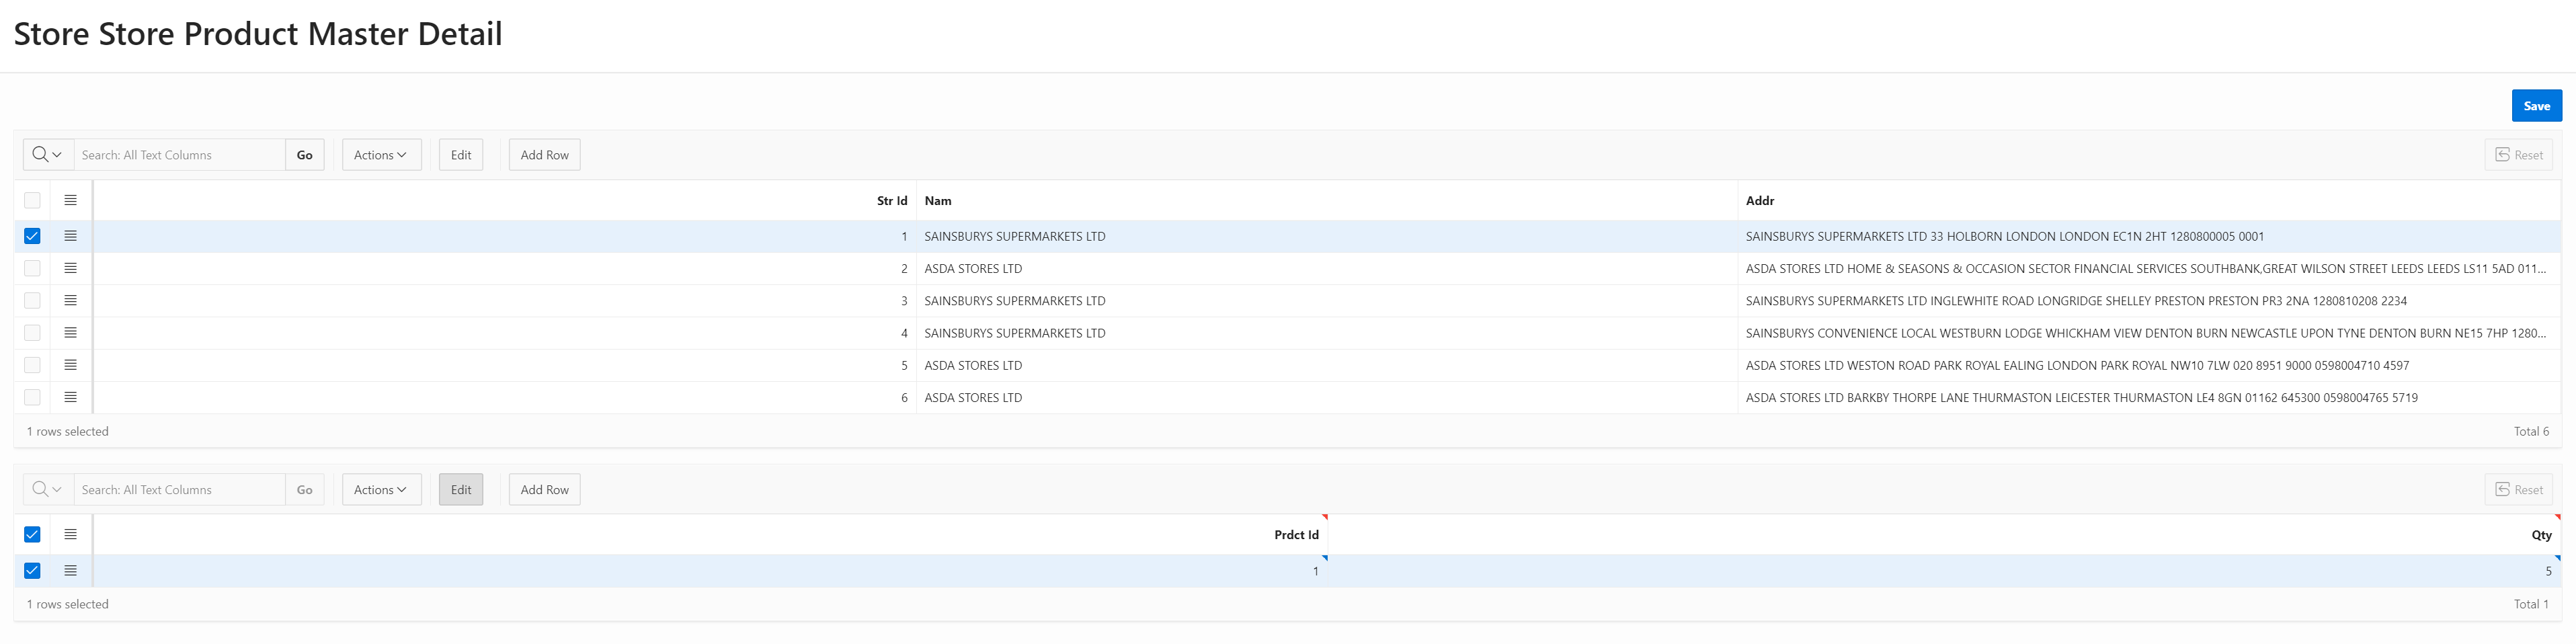 Store Store Product Master Detail
Save
Search: All Text Columns Go Actions Edit Add Row Reset
Str Id Nam Addr
1 SAINSBURYS SUPERMARKETS LTD SAINSBURYS SUPERMARKETS LTD 33 HOLBORN LONDON LONDON EC1N 2HT 1280800005 0001
2 ASDA STORES LTD ASDA STORES LTD HOME & SEASONS & OCCASION SECTOR FINANCIAL SERVICES SOUTHBANK,GREAT WILSON STREET LEEDS LEEDS LS11 5AD 011...
3 SAINSBURYS SUPERMARKETS LTD SAINSBURYS SUPERMARKETS LTD INGLEWHITE ROAD LONGRIDGE SHELLEY PRESTON PRESTON PR3 2NA 1280810208 2234
4 SAINSBURYS SUPERMARKETS LTD SAINSBURYS CONVENIENCE LOCAL WESTBURN LODGE WHICKHAM VIEW DENTON BURN NEWCASTLE UPON TYNE DENTON BURN NE15 7HP 1280...
5 ASDA STORES LTD ASDA STORES LTD WESTON ROAD PARK ROYAL EALING LONDON PARK ROYAL NW10 7LW 020 8951 9000 0598004710 4597
6 ASDA STORES LTD ASDA STORES LTD BARKBY THORPE LANE THURMASTON LEICESTER THURMASTON LE4 8GN 01162 645300 0598004765 5719
1 rows selected Total 6
Search: All Text Columns Go Actions Edit Add Row Reset
Prdct Id Qty
1 5
1 rows selected Total 1